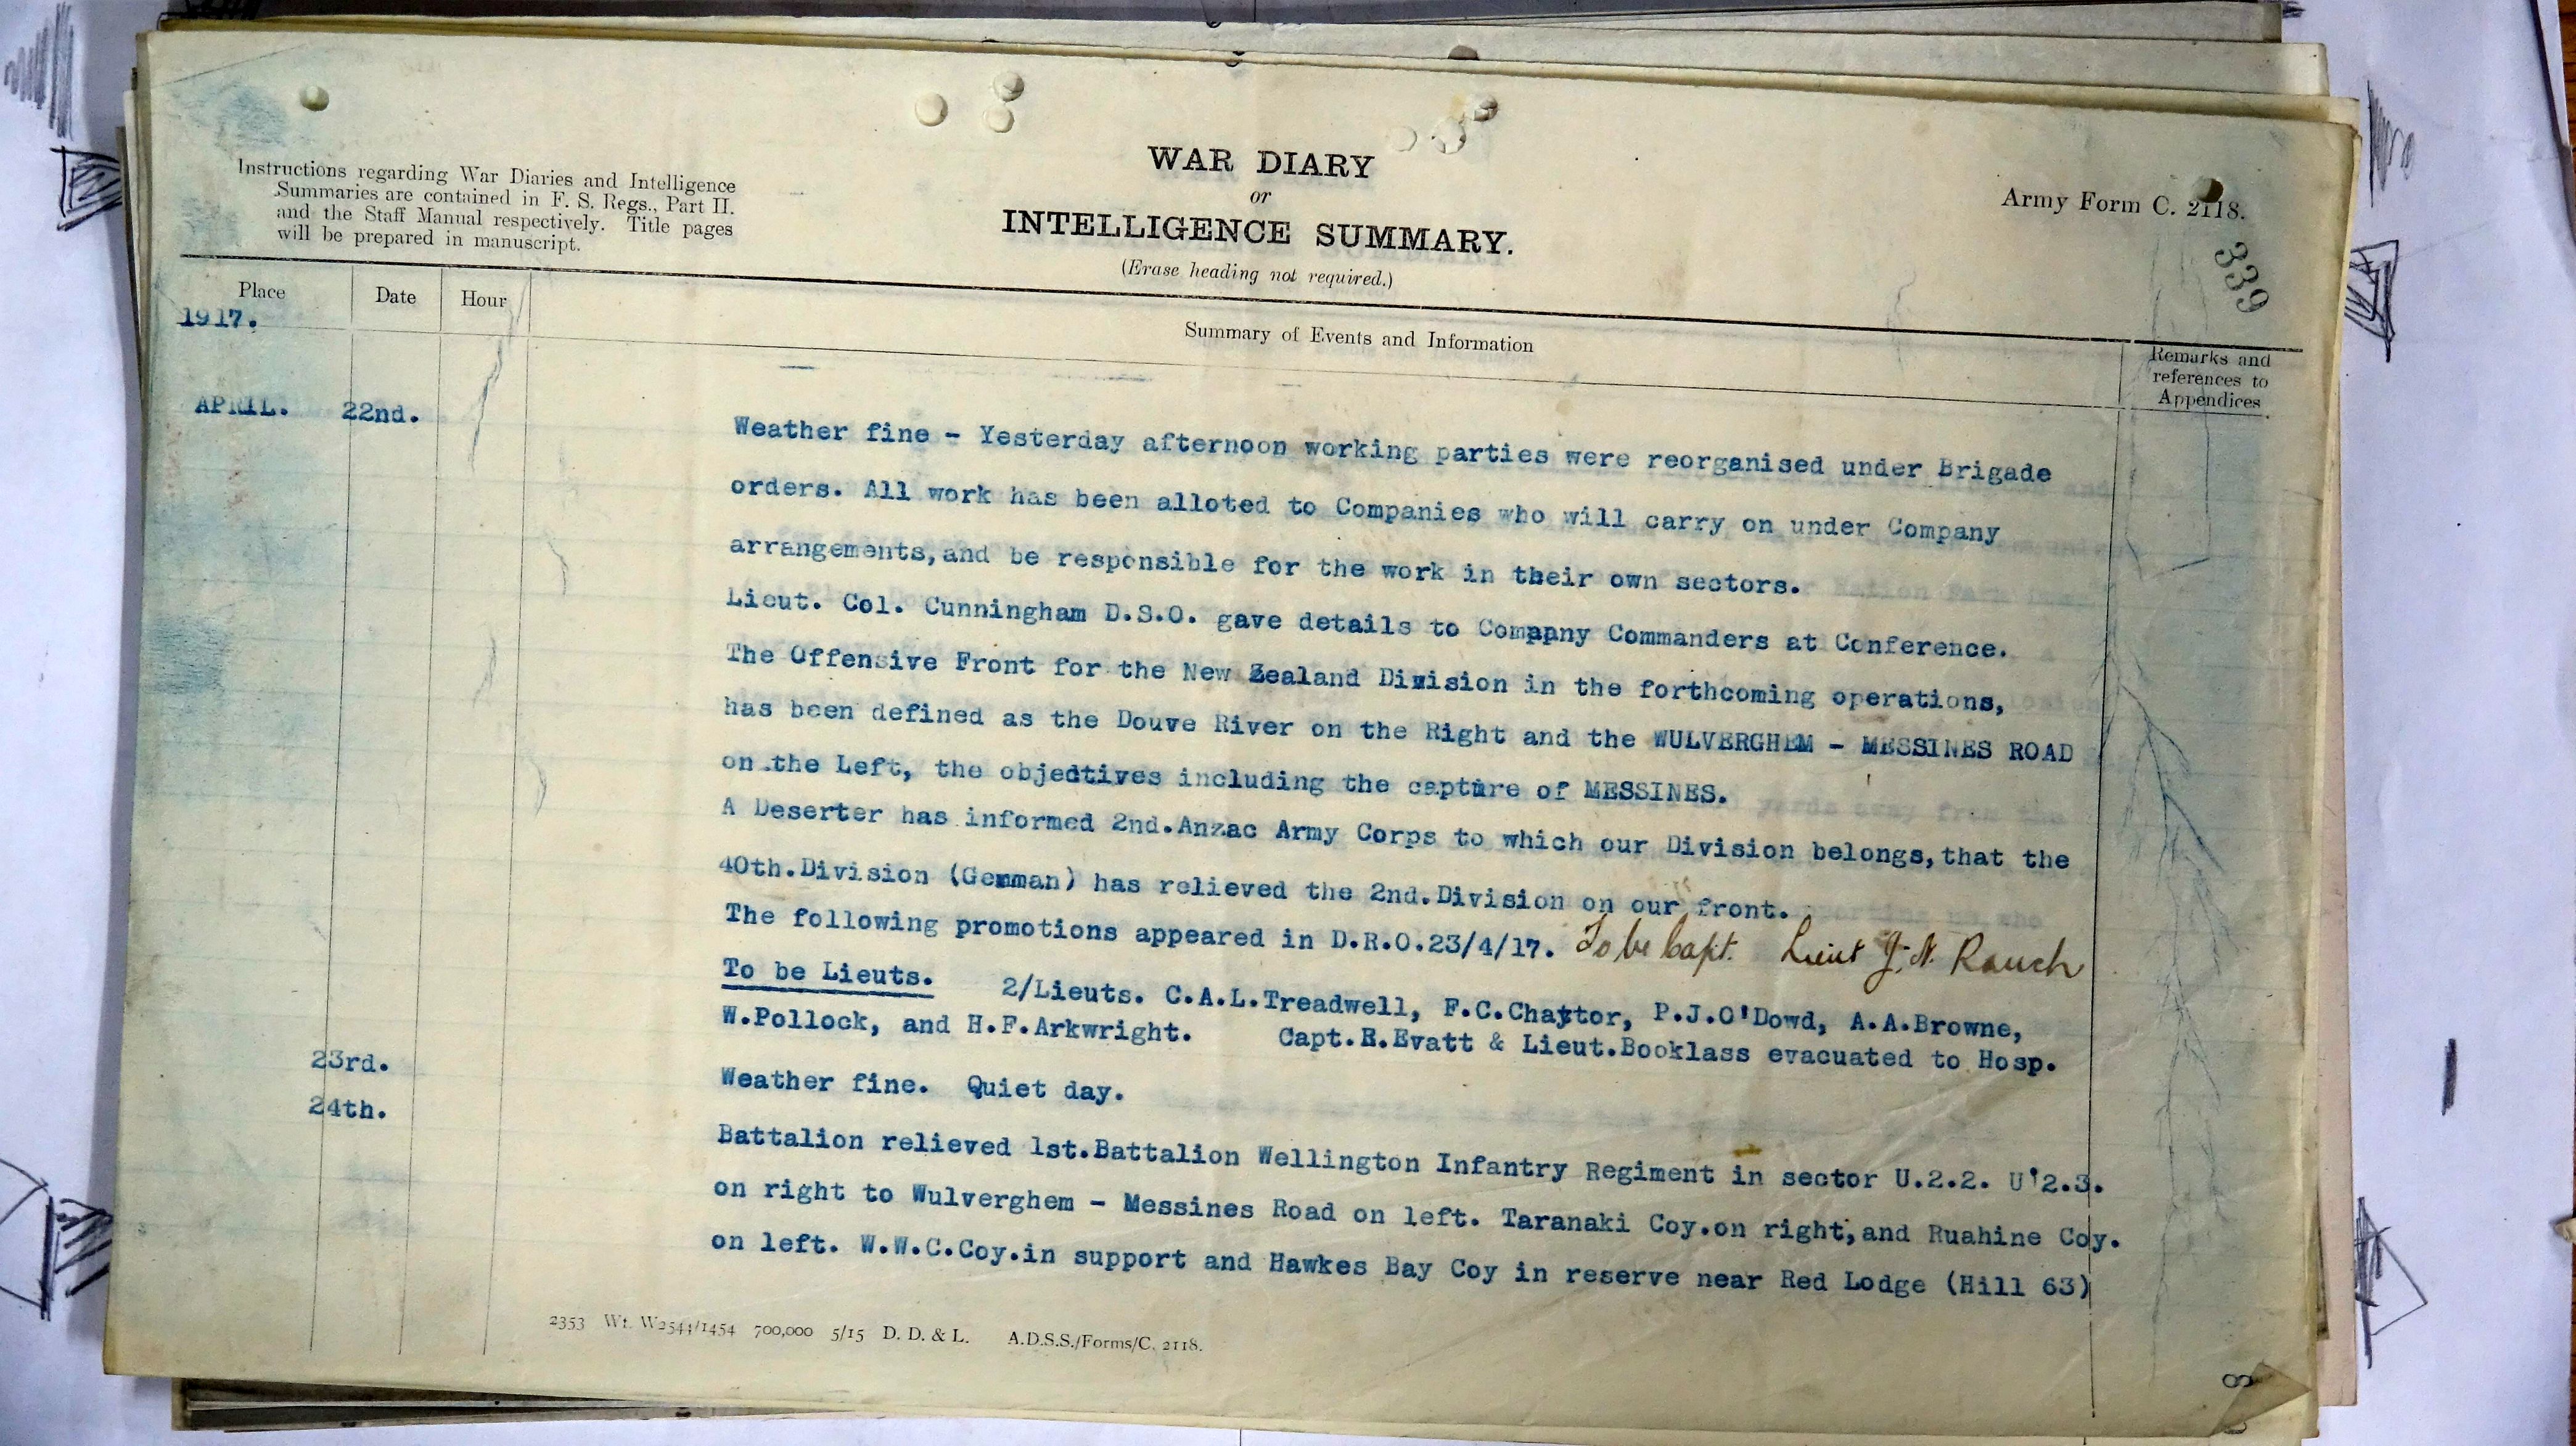 Instructions regarding War Diaries and Intelligence
Summaries are contained in F. S. Regs., Part II.
and the Staff Manual respectively. Title pages
will be prepared in manuscript.
WAR DIARY
or
INTELLIGENCE SUMMARY.
(Erase heading not required.)
Army Form C. 2118.
339
Place
Date
Hour
Summary of Events and Information
Remarks and
references to
Appendices
1917.
APRIL. 22nd.
Weather fine - Yesterday afternoon working parties were reorganised under Brigade
orders. All work has been alloted to Companies who will carry on under Company
arrangements,and be responsible for the work in their own sectors.
Lieut. Col. Cunningham D.S.O. gave details to Comppny Commanders at Conference.
The Offensive Front for the New Zealand Division in the forthcoming operations,
has been defined as the Douve River on the Right and the WULVERGHEM - MESSINES ROAD
on the Left, the objedtives including the capture of MESSINES.
A Deserter has informed 2nd.Anzac Army Corps to which our Division belongs,that the
40th.Division (Gemman) has relieved the 2nd.Division on our front.
The following promotions appeared in D.R.O.23/4/17. To be Capt. Lieut J.N. Rauch
To be Lieuts. 2/Lieuts. C.A.L.Treadwell, F.C.Chaytor, P.J.O'Dowd, A.A.Browne,
W.Pollock, and H.F.Arkwright. Capt.E.Evatt & Lieut.Booklass evacuated to Hosp.
23rd. Weather fine. Quiet day.
24th. Battalion relieved 1st.Battalion Wellington Infantry Regiment in sector U.2.2. U'2.3.
on right to Wulverghem - Messines Road on left. Taranaki Coy.on right,and Ruahine Coy.
on left. W.W.C.Coy.in support and Hawkes Bay Coy in reserve near Red Lodge (Hill 63)
2353 Wt. W2544/1454 700,000 5/15 D. D. & L. A.D.S.S./Forms/C. 2118.
8